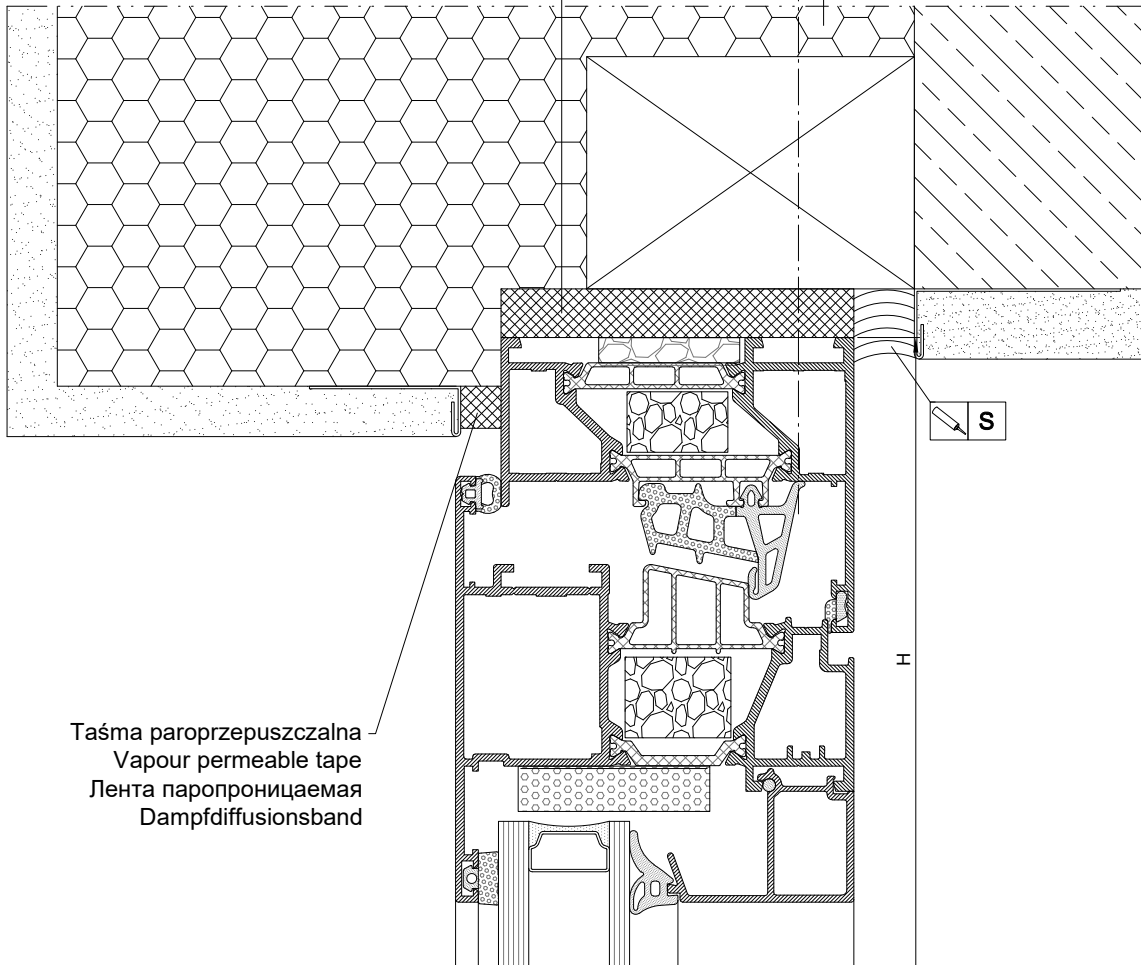 S
H
Taśma paroprzepuszczalna
Vapour permeable tape
Лента паропроницаемая
Dampfdiffusionsband